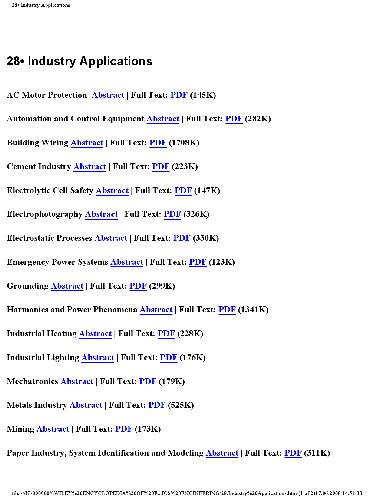 28• Industry Applications
28• Industry Applications
AC Motor Protection Abstract | Full Text: PDF (145K)
Automation and Control Equipment Abstract | Full Text: PDF (282K)
Building Wiring Abstract | Full Text: PDF (1708K)
Cement Industry Abstract | Full Text: PDF (223K)
Electrolytic Cell Safety Abstract | Full Text: PDF (147K)
Electrophotography Abstract | Full Text: PDF (326K)
Electrostatic Processes Abstract | Full Text: PDF (330K)
Emergency Power Systems Abstract | Full Text: PDF (123K)
Grounding Abstract | Full Text: PDF (299K)
Harmonics and Power Phenomena Abstract | Full Text: PDF (1341K)
Industrial Heating Abstract | Full Text: PDF (228K)
Industrial Lighting Abstract | Full Text: PDF (176K)
Mechatronics Abstract | Full Text: PDF (179K)
Metals Industry Abstract | Full Text: PDF (525K)
Mining Abstract | Full Text: PDF (173K)
Paper Industry, System Identification and Modeling Abstract | Full Text: PDF (311K)